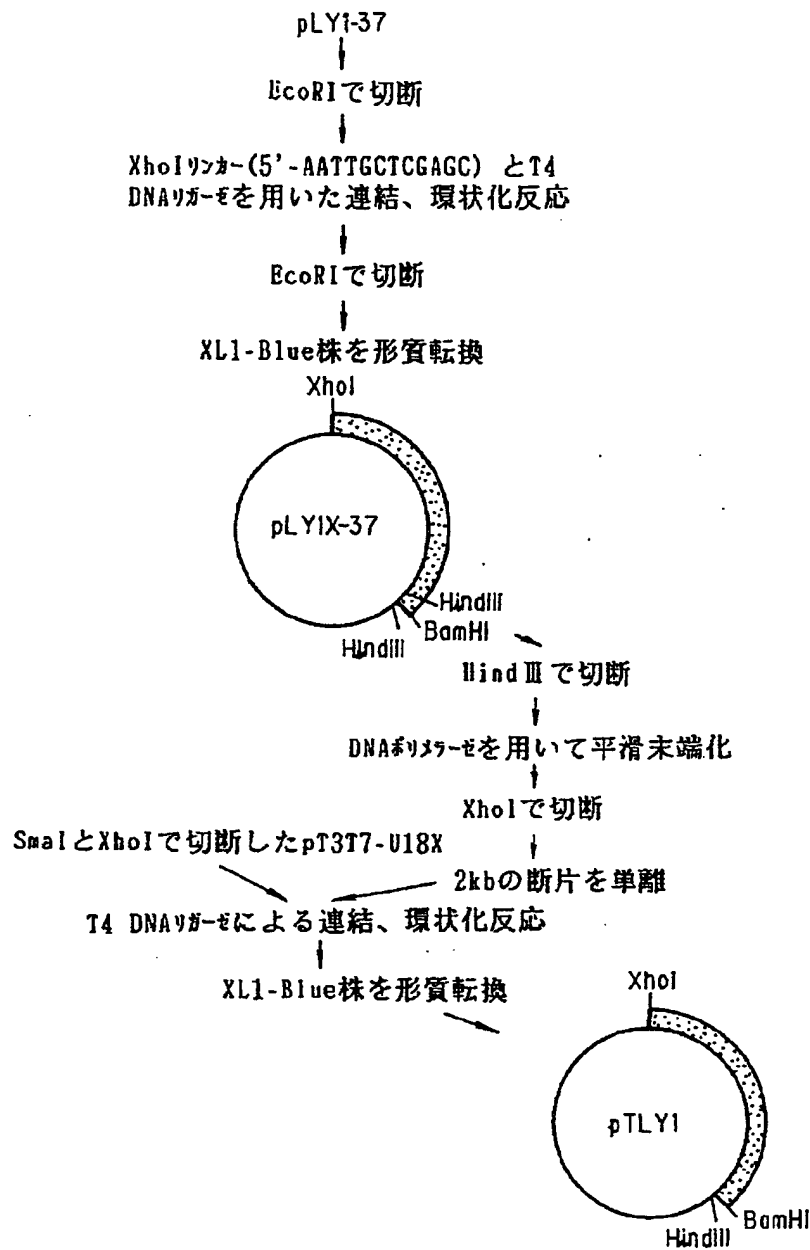 pLY1-37
EcoRIで切断
XhoIリンカー(5'-AATTGCTCGAGC) とT4
DNAリガーゼを用いた連結、環状化反応
EcoRIで切断
XL1-Blue株を形質転換
XhoI
pLY1X-37
HindIII
BamHI
HindIII
HindⅢで切断
DNAポリメラーゼを用いて平滑末端化
XhoIで切断
SmaIとXhoIで切断したpT3T7-U18X
2kbの断片を単離
T4 DNAリガーゼによる連結、環状化反応
XL1-Blue株を形質転換
XhoI
pTLY1
BamHI
HindIII